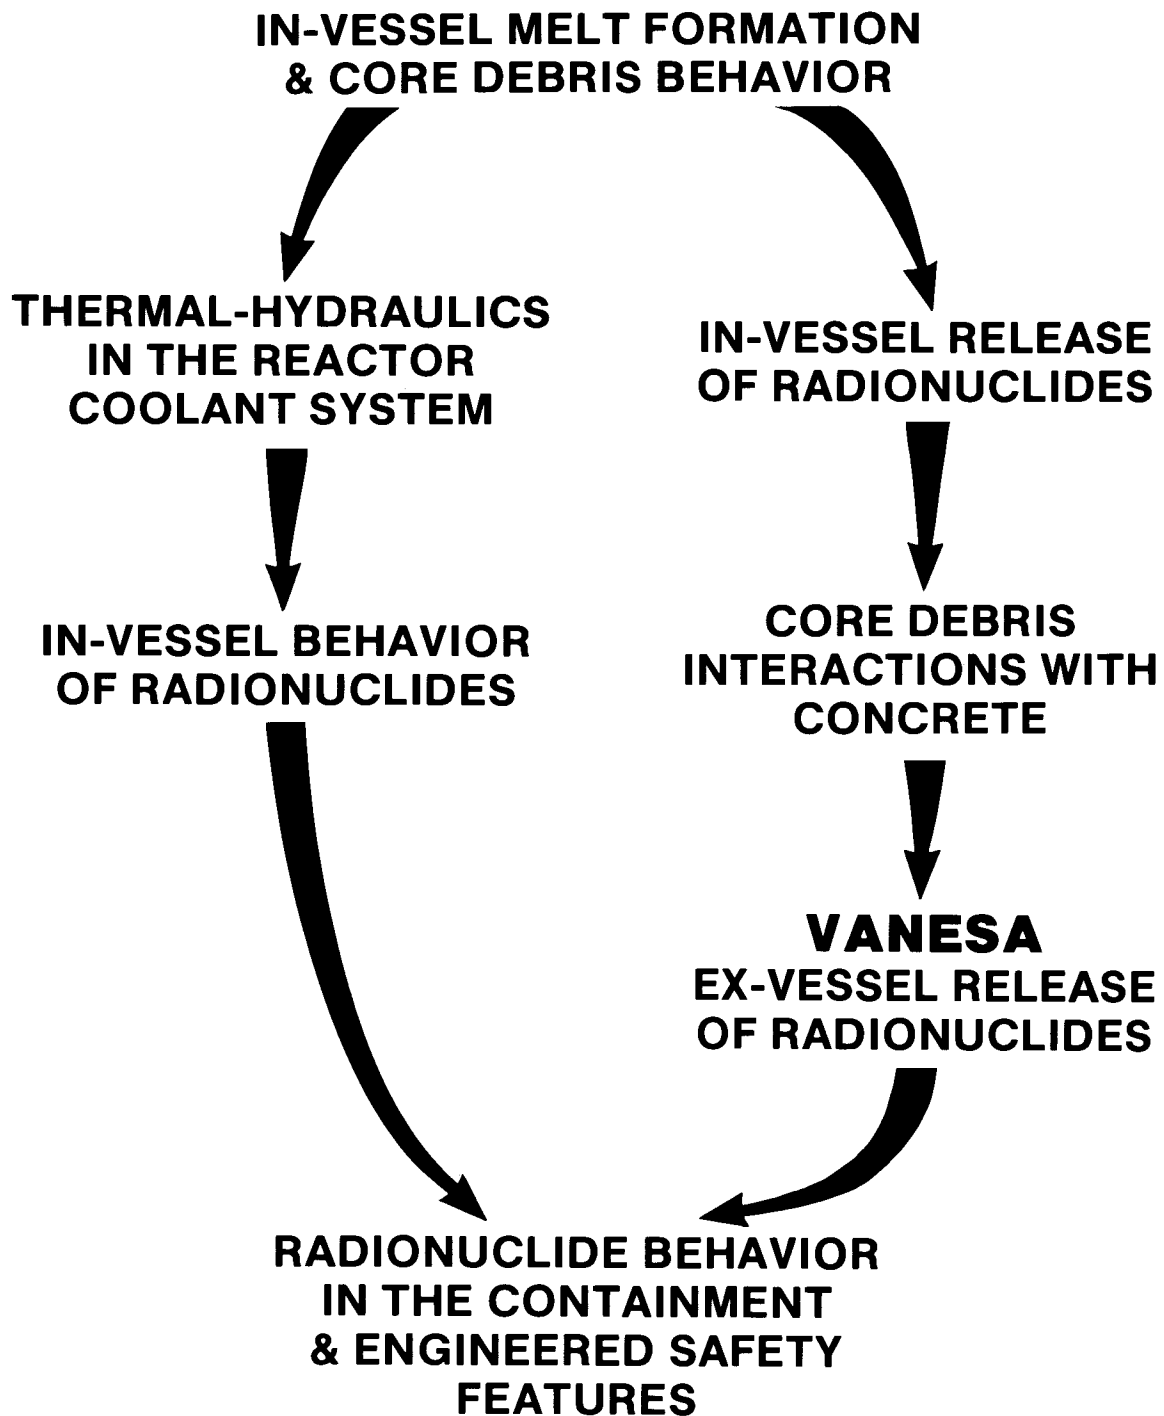 IN-VESSEL MELT FORMATION
& CORE DEBRIS BEHAVIOR
THERMAL-HYDRAULICS
IN THE REACTOR
COOLANT SYSTEM
IN-VESSEL RELEASE
OF RADIONUCLIDES
IN-VESSEL BEHAVIOR
OF RADIONUCLIDES
CORE DEBRIS
INTERACTIONS WITH
CONCRETE
VANESA
EX-VESSEL RELEASE
OF RADIONUCLIDES
RADIONUCLIDE BEHAVIOR
IN THE CONTAINMENT
& ENGINEERED SAFETY
FEATURES